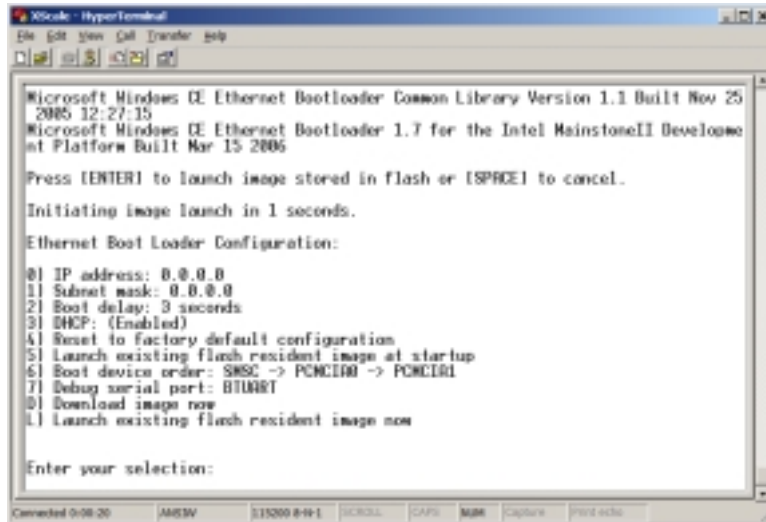 XScale - HyperTerminal
File Edit View Call Transfer Help
Microsoft Windows CE Ethernet Bootloader Common Library Version 1.1 Built Nov 25
2005 12:27:15
Microsoft Windows CE Ethernet Bootloader 1.7 for the Intel MainstoneII Developme
nt Platform Built Mar 15 2006
Press [ENTER] to launch image stored in flash or [SPACE] to cancel.
Initiating image launch in 1 seconds.
Ethernet Boot Loader Configuration:
0) IP address: 0.0.0.0
1) Subnet mask: 0.0.0.0
2) Boot delay: 3 seconds
3) DHCP: (Enabled)
4) Reset to factory default configuration
5) Launch existing flash resident image at startup
6) Boot device order: SMSC -> PCMCIA0 -> PCMCIA1
7) Debug serial port: BTUART
D) Download image now
L) Launch existing flash resident image now
Enter your selection:
Connected 0:08:20 ANSIW 115200 8-N-1 SCROLL CAPS NUM Capture Print echo